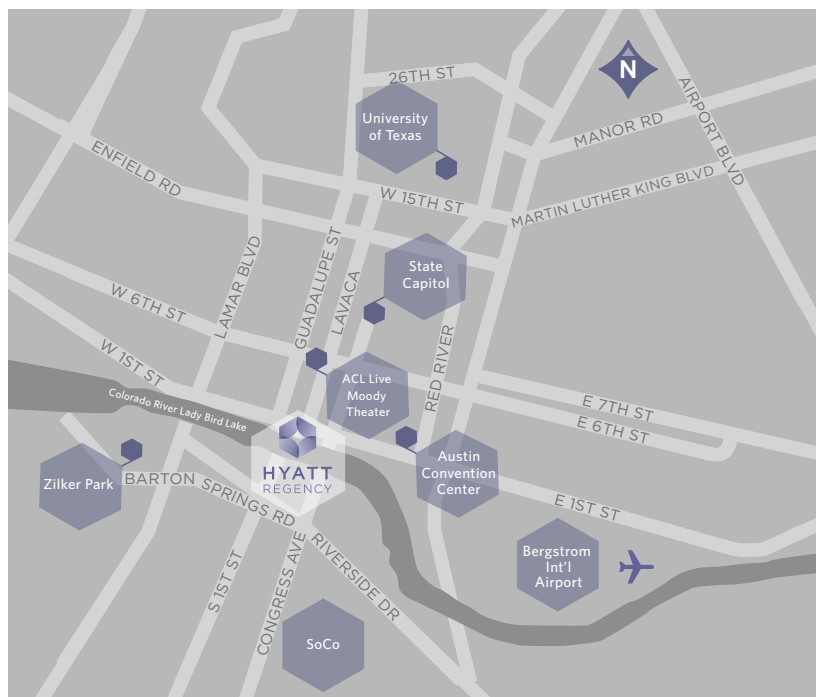 N
26TH ST
University
of Texas
AIRPORT BLVD
MANOR RD
ENFIELD RD
W 15TH ST
MARTIN LUTHER KING BLVD
LAMAR BLVD
GUADALUPE ST
LAVACA
State
Capitol
W 6TH ST
RED RIVER
W 1ST ST
ACL Live
Moody
Theater
Colorado River Lady Bird Lake
E 7TH ST
E 6TH ST
HYATT
REGENCY
Austin
Convention
Center
Zilker Park
BARTON SPRINGS RD
E 1ST ST
Bergstrom
Int'l
Airport
S 1ST ST
CONGRESS AVE
RIVERSIDE DR
SoCo